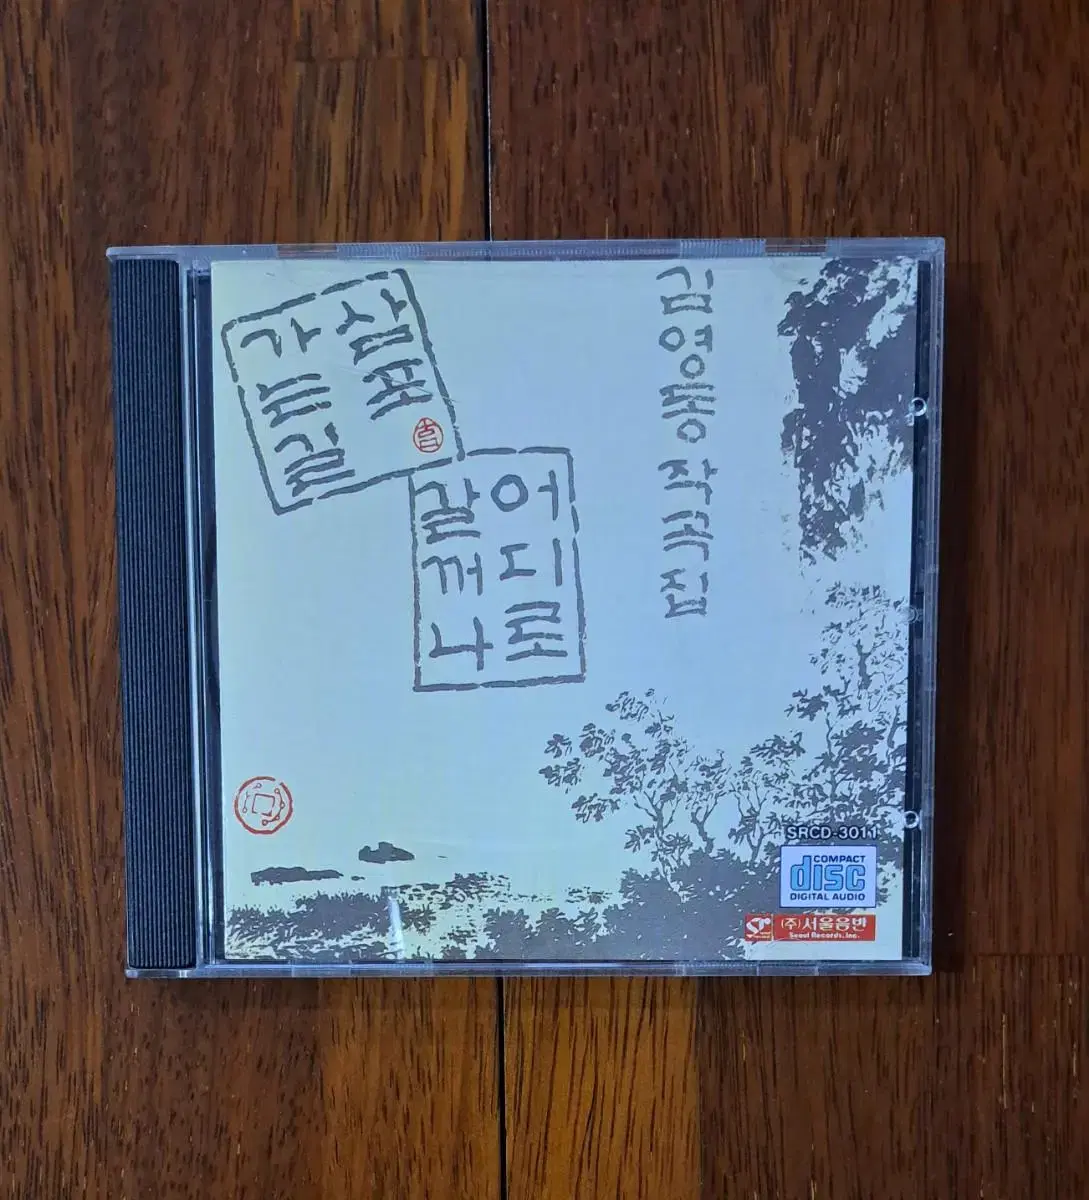 김영동 작곡집
삼포
가는길
어디로
갈꺼나
SRCD-3011
COMPACT
disc
DIGITAL AUDIO
(주)서울음반
Seoul Records, Inc.